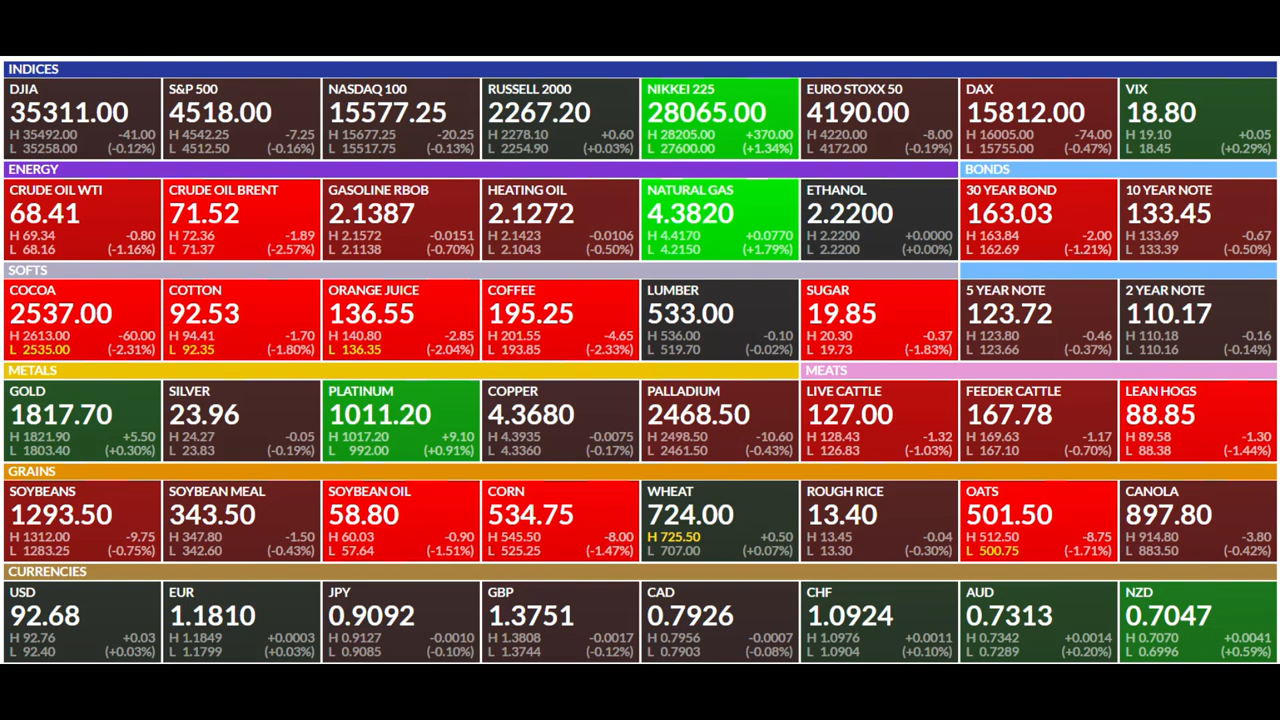 INDICES
DJIA
35311.00
H 35492.00 -41.00
L 35258.00 (-0.12%)
S&P 500
4518.00
H 4542.25 -7.25
L 4512.50 (-0.16%)
NASDAQ 100
15577.25
H 15677.25 -20.25
L 15517.75 (-0.13%)
RUSSELL 2000
2267.20
H 2278.10 +0.60
L 2254.90 (+0.03%)
NIKKEI 225
28065.00
H 28205.00 +370.00
L 27600.00 (+1.34%)
EURO STOXX 50
4190.00
H 4220.00 -8.00
L 4172.00 (-0.19%)
DAX
15812.00
H 16005.00 -74.00
L 15755.00 (-0.47%)
VIX
18.80
H 19.10 +0.05
L 18.45 (+0.29%)
ENERGY
BONDS
CRUDE OIL WTI
68.41
H 69.34 -0.80
L 68.16 (-1.16%)
CRUDE OIL BRENT
71.52
H 72.36 -1.89
L 71.37 (-2.57%)
GASOLINE RBOB
2.1387
H 2.1572 -0.0151
L 2.1138 (-0.70%)
HEATING OIL
2.1272
H 2.1423 -0.0106
L 2.1043 (-0.50%)
NATURAL GAS
4.3820
H 4.4170 +0.0770
L 4.2150 (+1.79%)
ETHANOL
2.2200
H 2.2200 +0.0000
L 2.2200 (+0.00%)
30 YEAR BOND
163.03
H 163.84 -2.00
L 162.69 (-1.21%)
10 YEAR NOTE
133.45
H 133.69 -0.67
L 133.39 (-0.50%)
SOFTS
COCOA
2537.00
H 2613.00 -60.00
L 2535.00 (-2.31%)
COTTON
92.53
H 94.41 -1.70
L 92.35 (-1.80%)
ORANGE JUICE
136.55
H 140.80 -2.85
L 136.35 (-2.04%)
COFFEE
195.25
H 201.55 -4.65
L 193.85 (-2.33%)
LUMBER
533.00
H 536.00 -0.10
L 519.70 (-0.02%)
SUGAR
19.85
H 20.30 -0.37
L 19.73 (-1.83%)
5 YEAR NOTE
123.72
H 123.80 -0.46
L 123.66 (-0.37%)
2 YEAR NOTE
110.17
H 110.18 -0.16
L 110.16 (-0.14%)
METALS
MEATS
GOLD
1817.70
H 1821.90 +5.50
L 1803.40 (+0.30%)
SILVER
23.96
H 24.27 -0.05
L 23.83 (-0.19%)
PLATINUM
1011.20
H 1017.20 +9.10
L 992.00 (+0.91%)
COPPER
4.3680
H 4.3935 -0.0075
L 4.3360 (-0.17%)
PALLADIUM
2468.50
H 2498.50 -10.60
L 2461.50 (-0.43%)
LIVE CATTLE
127.00
H 128.43 -1.32
L 126.83 (-1.03%)
FEEDER CATTLE
167.78
H 169.63 -1.17
L 167.10 (-0.70%)
LEAN HOGS
88.85
H 89.58 -1.30
L 88.38 (-1.44%)
GRAINS
SOYBEANS
1293.50
H 1312.00 -9.75
L 1283.25 (-0.75%)
SOYBEAN MEAL
343.50
H 347.80 -1.50
L 342.60 (-0.43%)
SOYBEAN OIL
58.80
H 60.03 -0.90
L 57.64 (-1.51%)
CORN
534.75
H 545.50 -8.00
L 525.25 (-1.47%)
WHEAT
724.00
H 725.50 +0.50
L 707.00 (+0.07%)
ROUGH RICE
13.40
H 13.45 -0.04
L 13.30 (-0.30%)
OATS
501.50
H 512.50 -8.75
L 500.75 (-1.71%)
CANOLA
897.80
H 914.80 -3.80
L 883.50 (-0.42%)
CURRENCIES
USD
92.68
H 92.76 +0.03
L 92.40 (+0.03%)
EUR
1.1810
H 1.1849 +0.0003
L 1.1799 (+0.03%)
JPY
0.9092
H 0.9127 -0.0010
L 0.9085 (-0.10%)
GBP
1.3751
H 1.3808 -0.0017
L 1.3744 (-0.12%)
CAD
0.7926
H 0.7956 -0.0007
L 0.7903 (-0.08%)
CHF
1.0924
H 1.0976 +0.0011
L 1.0904 (+0.10%)
AUD
0.7313
H 0.7342 +0.0014
L 0.7289 (+0.20%)
NZD
0.7047
H 0.7070 +0.0041
L 0.6996 (+0.59%)